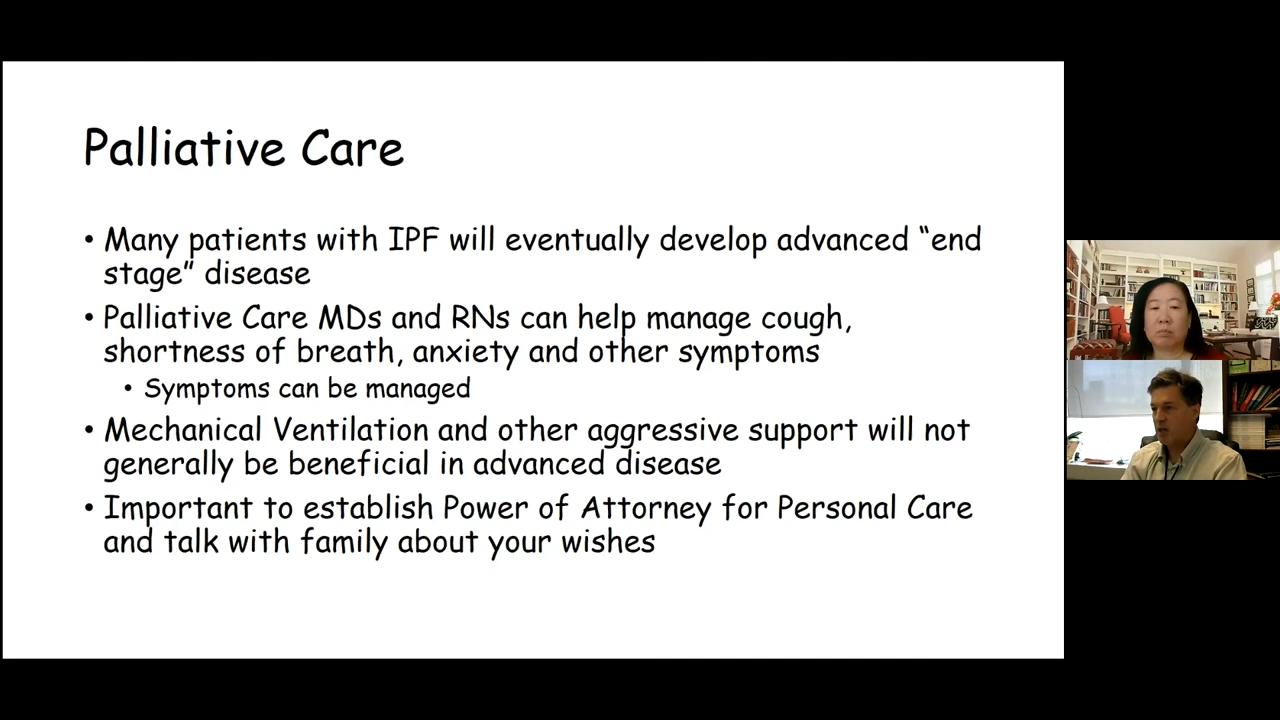 Palliative Care
• Many patients with IPF will eventually develop advanced “end
stage” disease
• Palliative Care MDs and RNs can help manage cough,
shortness of breath, anxiety and other symptoms
• Symptoms can be managed
• Mechanical Ventilation and other aggressive support will not
generally be beneficial in advanced disease
• Important to establish Power of Attorney for Personal Care
and talk with family about your wishes